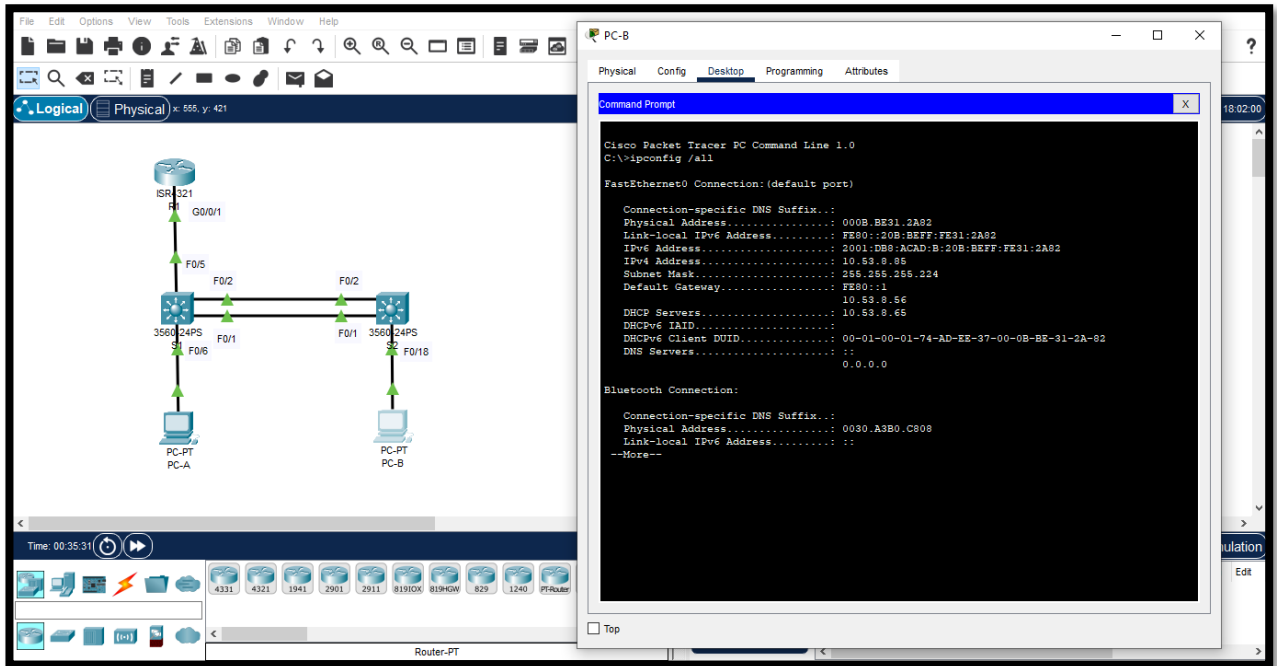 File Edit Options View Tools Extensions Window Help
?
Logical Physical x: 555, y: 421
18:02:00
ISR4321
R1
G0/0/1
F0/5
F0/2 F0/2
3560-24PS
S1
F0/1
F0/1
3560-24PS
S2
F0/6
F0/18
PC-PT
PC-A
PC-PT
PC-B
Time: 00:35:31
4331 4321 1941 2901 2911 819IOX 819HGW 829 1240 PT-Router
Router-PT
Edit
PC-B
Physical Config Desktop Programming Attributes
Command Prompt X
Cisco Packet Tracer PC Command Line 1.0
C:\>ipconfig /all
FastEthernet0 Connection:(default port)
Connection-specific DNS Suffix..:
Physical Address................: 000B.BE31.2A82
Link-local IPv6 Address.........: FE80::20B:BEFF:FE31:2A82
IPv6 Address....................: 2001:DB8:ACAD:B:20B:BEFF:FE31:2A82
IPv4 Address....................: 10.53.8.85
Subnet Mask.....................: 255.255.255.224
Default Gateway.................: FE80::1
10.53.8.56
DHCP Servers....................: 10.53.8.65
DHCPv6 IAID.....................:
DHCPv6 Client DUID..............: 00-01-00-01-74-AD-EE-37-00-0B-BE-31-2A-82
DNS Servers.....................: ::
0.0.0.0
Bluetooth Connection:
Connection-specific DNS Suffix..:
Physical Address................: 0030.A3B0.C808
Link-local IPv6 Address.........: ::
--More--
Top